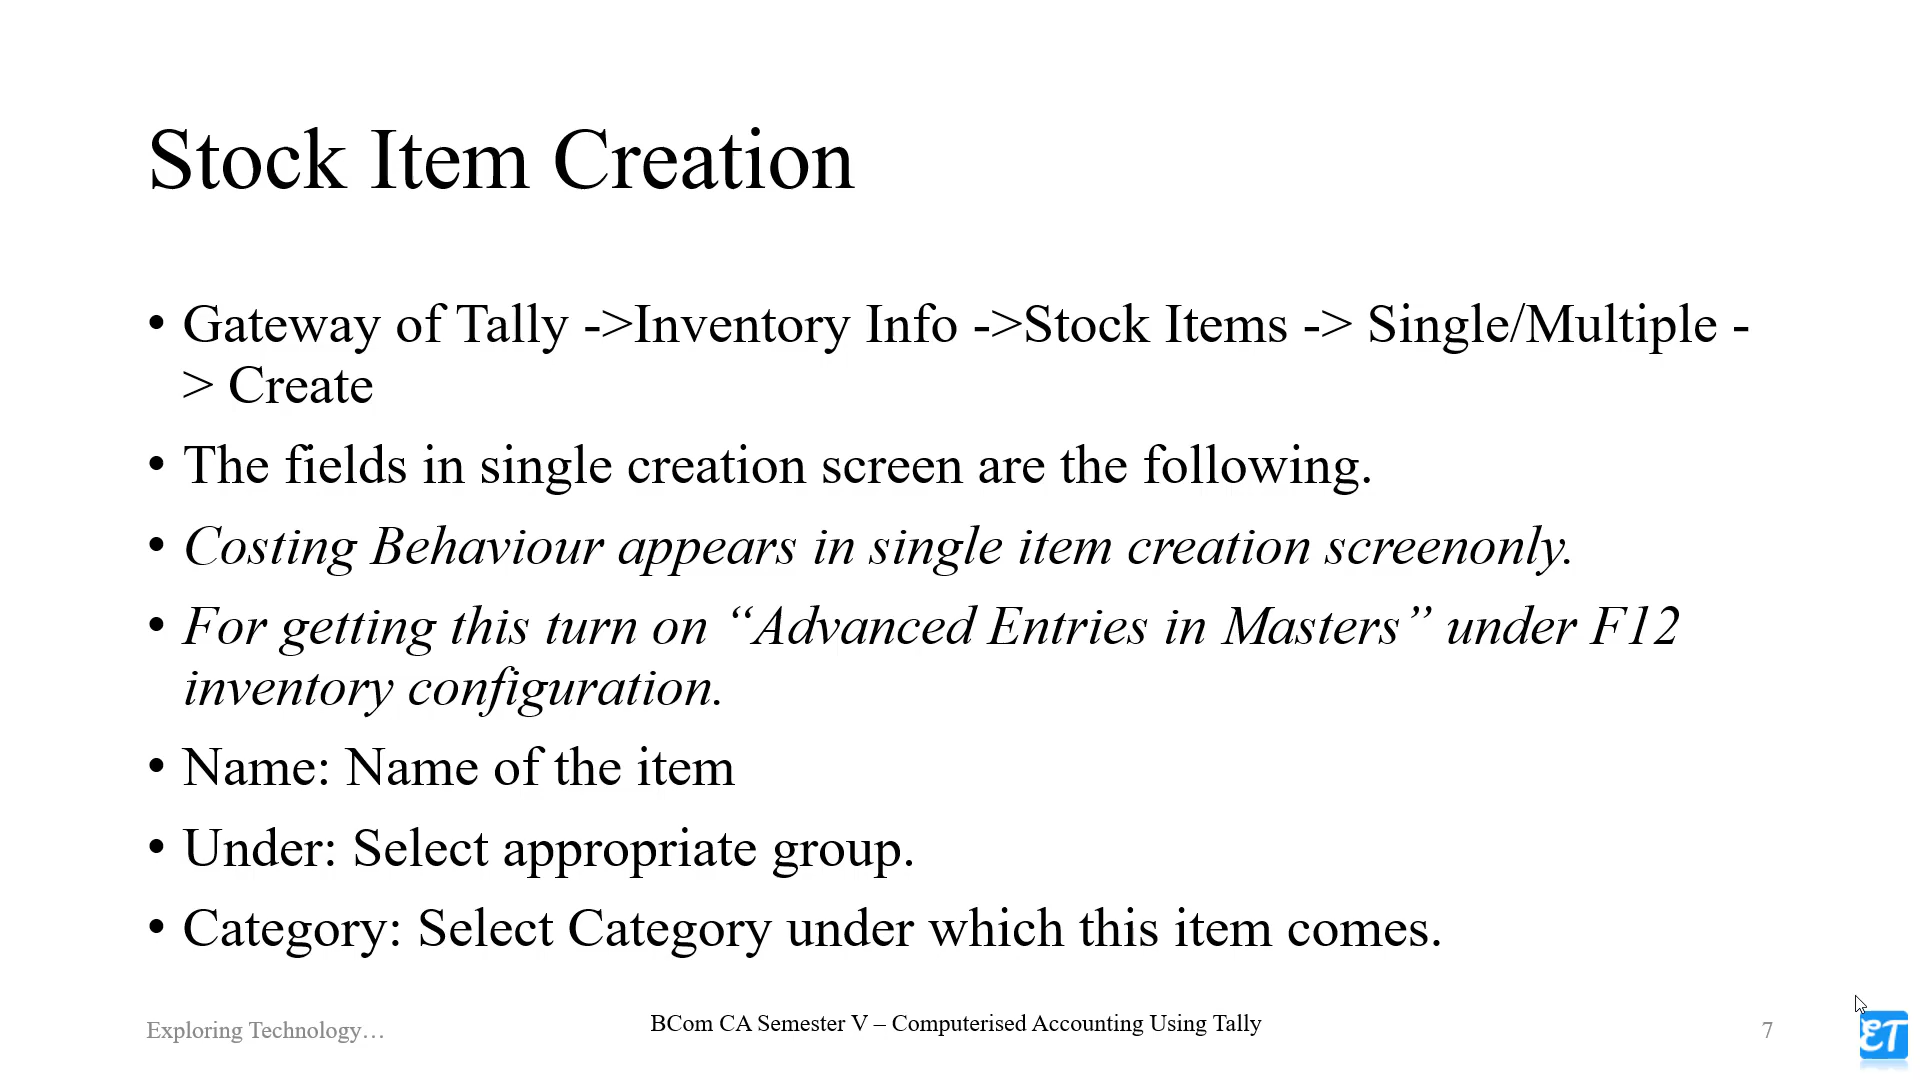 Stock Item Creation
• Gateway of Tally ->Inventory Info ->Stock Items -> Single/Multiple -
> Create
• The fields in single creation screen are the following.
• Costing Behaviour appears in single item creation screenonly.
• For getting this turn on “Advanced Entries in Masters” under F12
inventory configuration.
• Name: Name of the item
• Under: Select appropriate group.
• Category: Select Category under which this item comes.
Exploring Technology…
BCom CA Semester V – Computerised Accounting Using Tally
7
ET